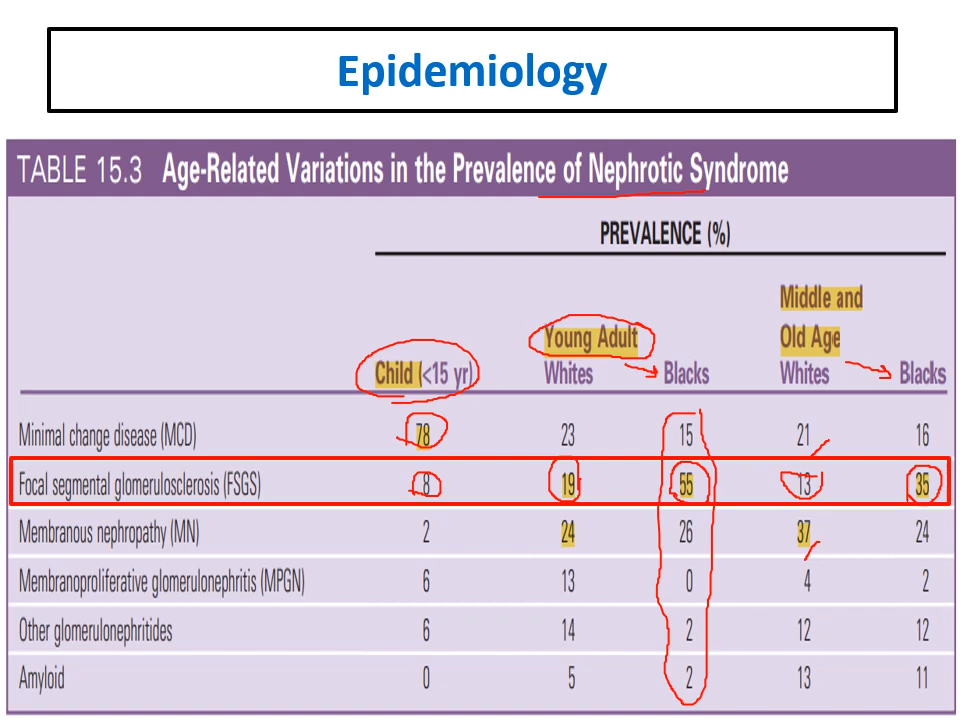 Epidemiology
TABLE 15.3 Age-Related Variations in the Prevalence of Nephrotic Syndrome
PREVALENCE (%)
Middle and
Young Adult Old Age
Child (<15 yr) Whites Blacks Whites Blacks
Minimal change disease (MCD) 78 23 15 21 16
Focal segmental glomerulosclerosis (FSGS) 8 19 55 13 35
Membranous nephropathy (MN) 2 24 26 37 24
Membranoproliferative glomerulonephritis (MPGN) 6 13 0 4 2
Other glomerulonephritides 6 14 2 12 12
Amyloid 0 5 2 13 11